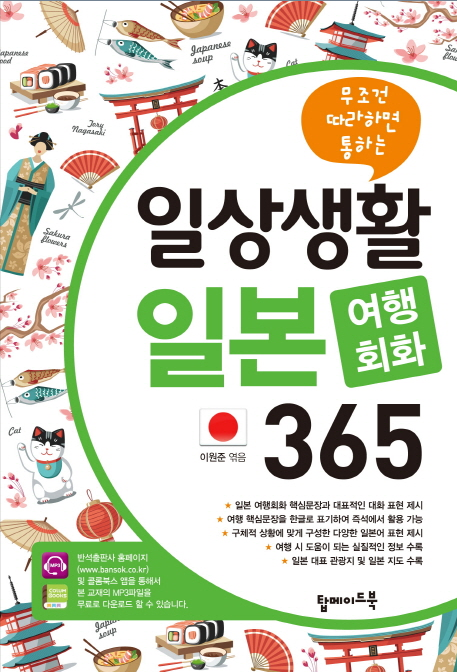 Japanese
food
Japanese
soup
Cat
Tery
Nagasaki
무조건
따라하면
통하는
일상생활
Sakura
flowers
일본
여행
회화
365
이원준 엮음
Cat
★ 일본 여행회화 핵심문장과 대표적인 대화 표현 제시
★ 여행 핵심문장을 한글로 표기하여 즉석에서 활용 가능
★ 구체적 상황에 맞게 구성한 다양한 일본어 표현 제시
★ 여행 시 도움이 되는 실질적인 정보 수록
★ 일본 대표 관광지 및 일본 지도 수록
MP3
COLUM
BOOKS
반석출판사 홈페이지
(www.bansok.co.kr)
및 콜롬북스 앱을 통해서
본 교재의 MP3파일을
무료로 다운로드 할 수 있습니다.
탑메이드북
Japanese
soup